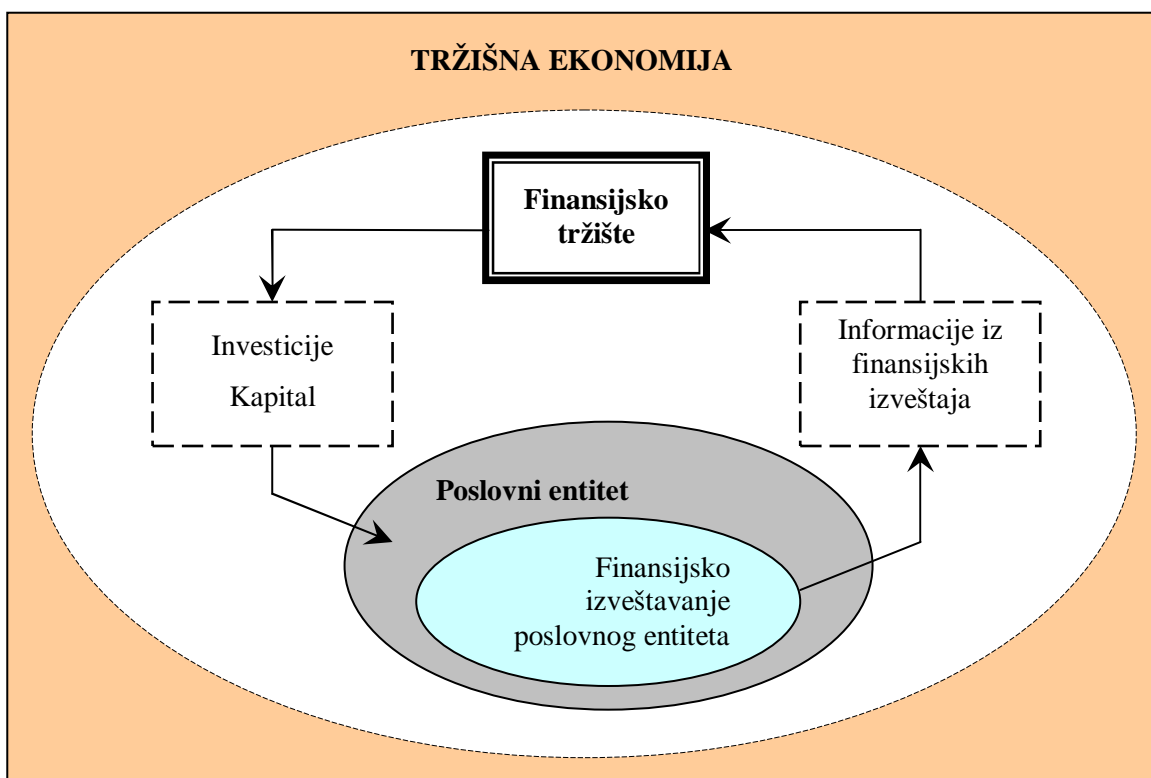 TRŽIŠNA EKONOMIJA
Finansijsko
tržište
Investicije
Kapital
Informacije iz
finansijskih
izveštaja
Poslovni entitet
Finansijsko
izveštavanje
poslovnog entiteta